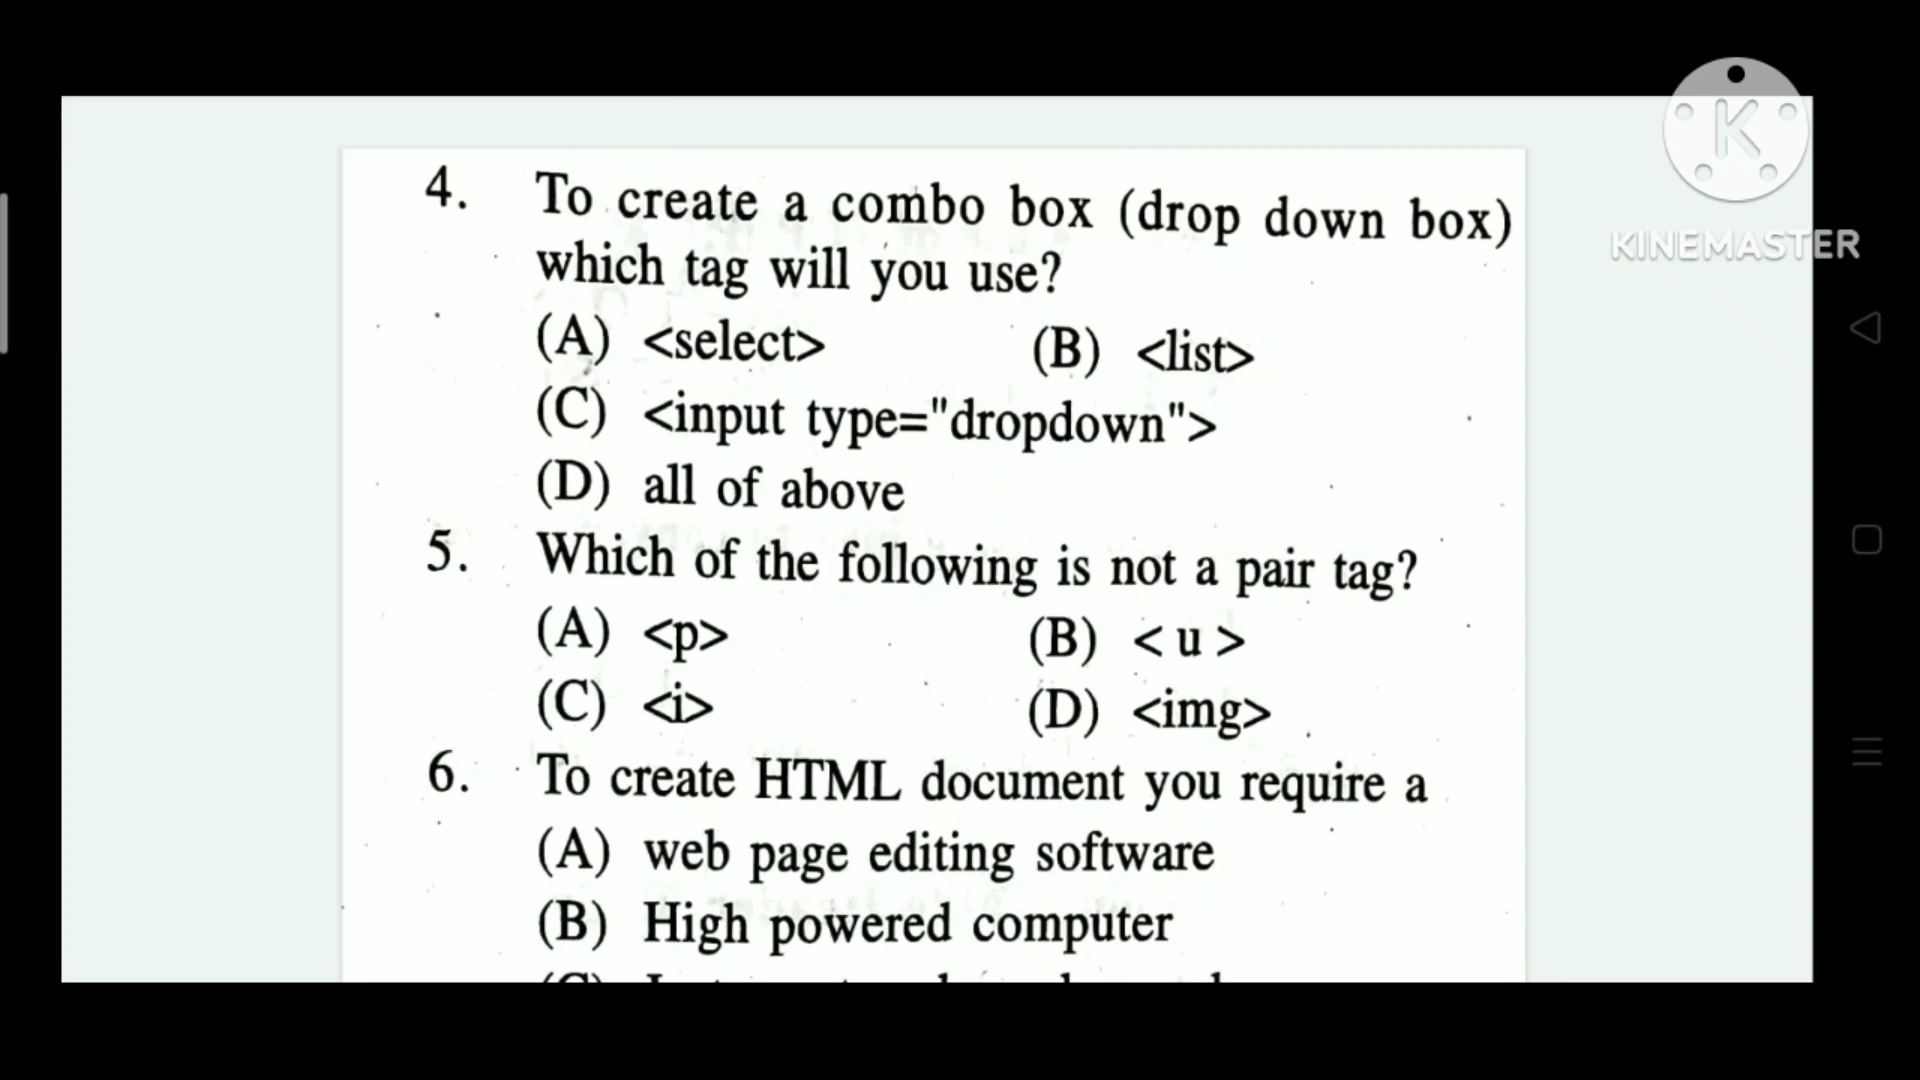 K
KINEMASTER
4. To create a combo box (drop down box)
which tag will you use?
(A) <select> (B) <list>
(C) <input type="dropdown">
(D) all of above
5. Which of the following is not a pair tag?
(A) <p> (B) < u >
(C) <i> (D) <img>
6. To create HTML document you require a
(A) web page editing software
(B) High powered computer